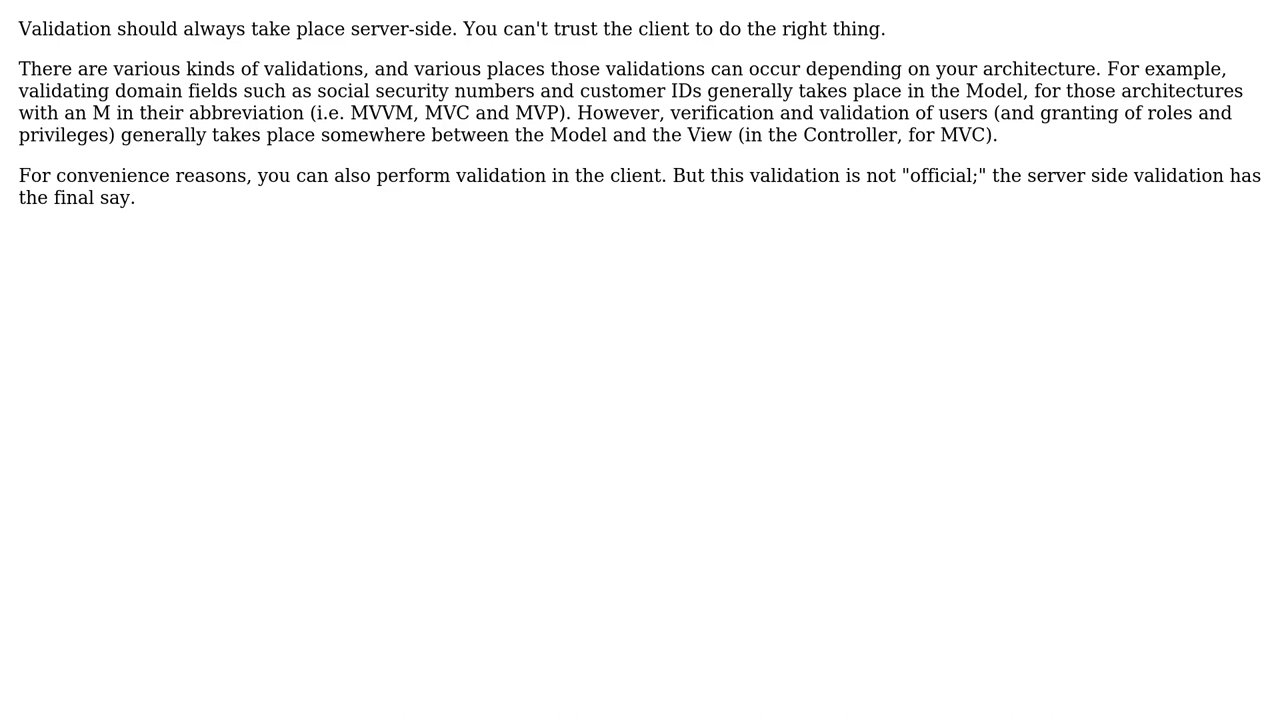 Validation should always take place server-side. You can't trust the client to do the right thing.
There are various kinds of validations, and various places those validations can occur depending on your architecture. For example,
validating domain fields such as social security numbers and customer IDs generally takes place in the Model, for those architectures
with an M in their abbreviation (i.e. MVVM, MVC and MVP). However, verification and validation of users (and granting of roles and
privileges) generally takes place somewhere between the Model and the View (in the Controller, for MVC).
For convenience reasons, you can also perform validation in the client. But this validation is not "official;" the server side validation has
the final say.